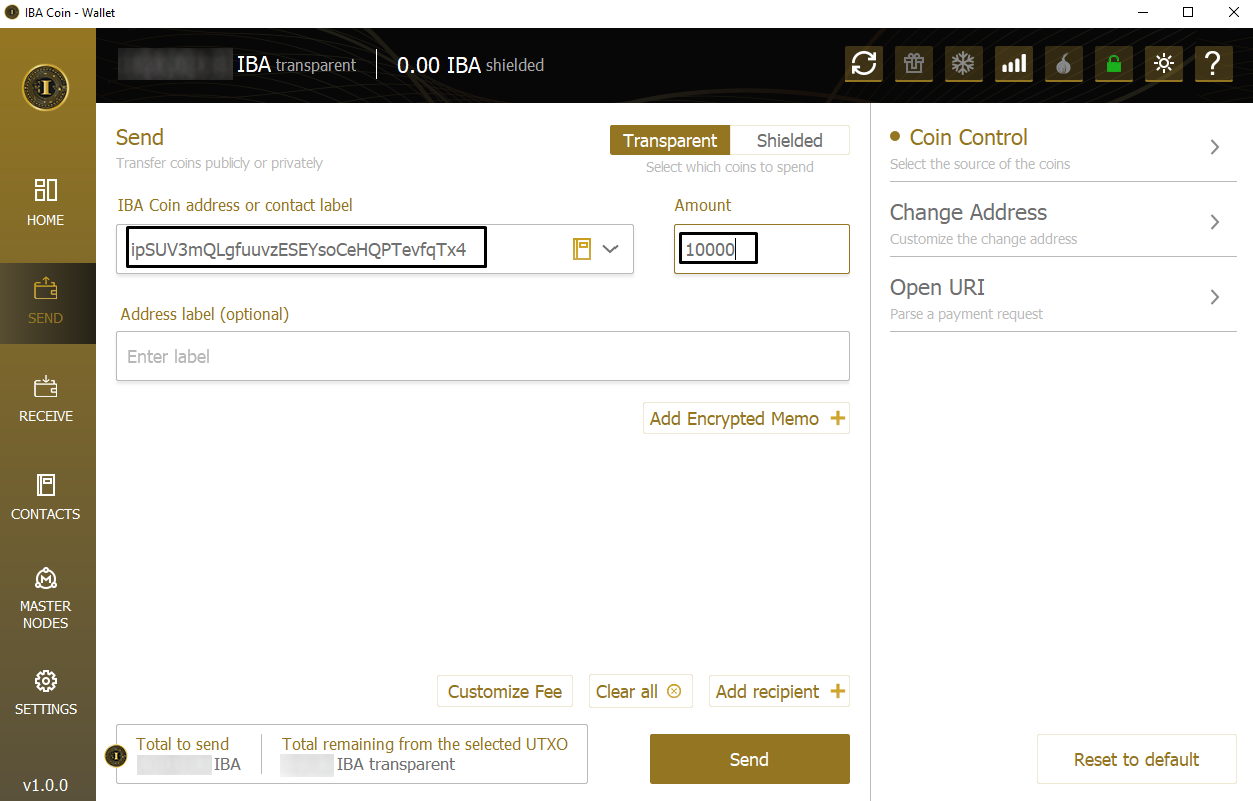 IBA Coin - Wallet
IBA transparent
0.00 IBA shielded
Send
Transfer coins publicly or privately
Transparent
Shielded
Select which coins to spend
IBA Coin address or contact label
Amount
ipSUV3mQLgfuuvzESEYsoCeHQPTevfqTx4
10000
Address label (optional)
Enter label
Add Encrypted Memo
Customize Fee
Clear all
Add recipient
Total to send
IBA
Total remaining from the selected UTXO
IBA transparent
Send
Coin Control
Select the source of the coins
Change Address
Customize the change address
Open URI
Parse a payment request
Reset to default
HOME
SEND
RECEIVE
CONTACTS
MASTER
NODES
SETTINGS
v1.0.0